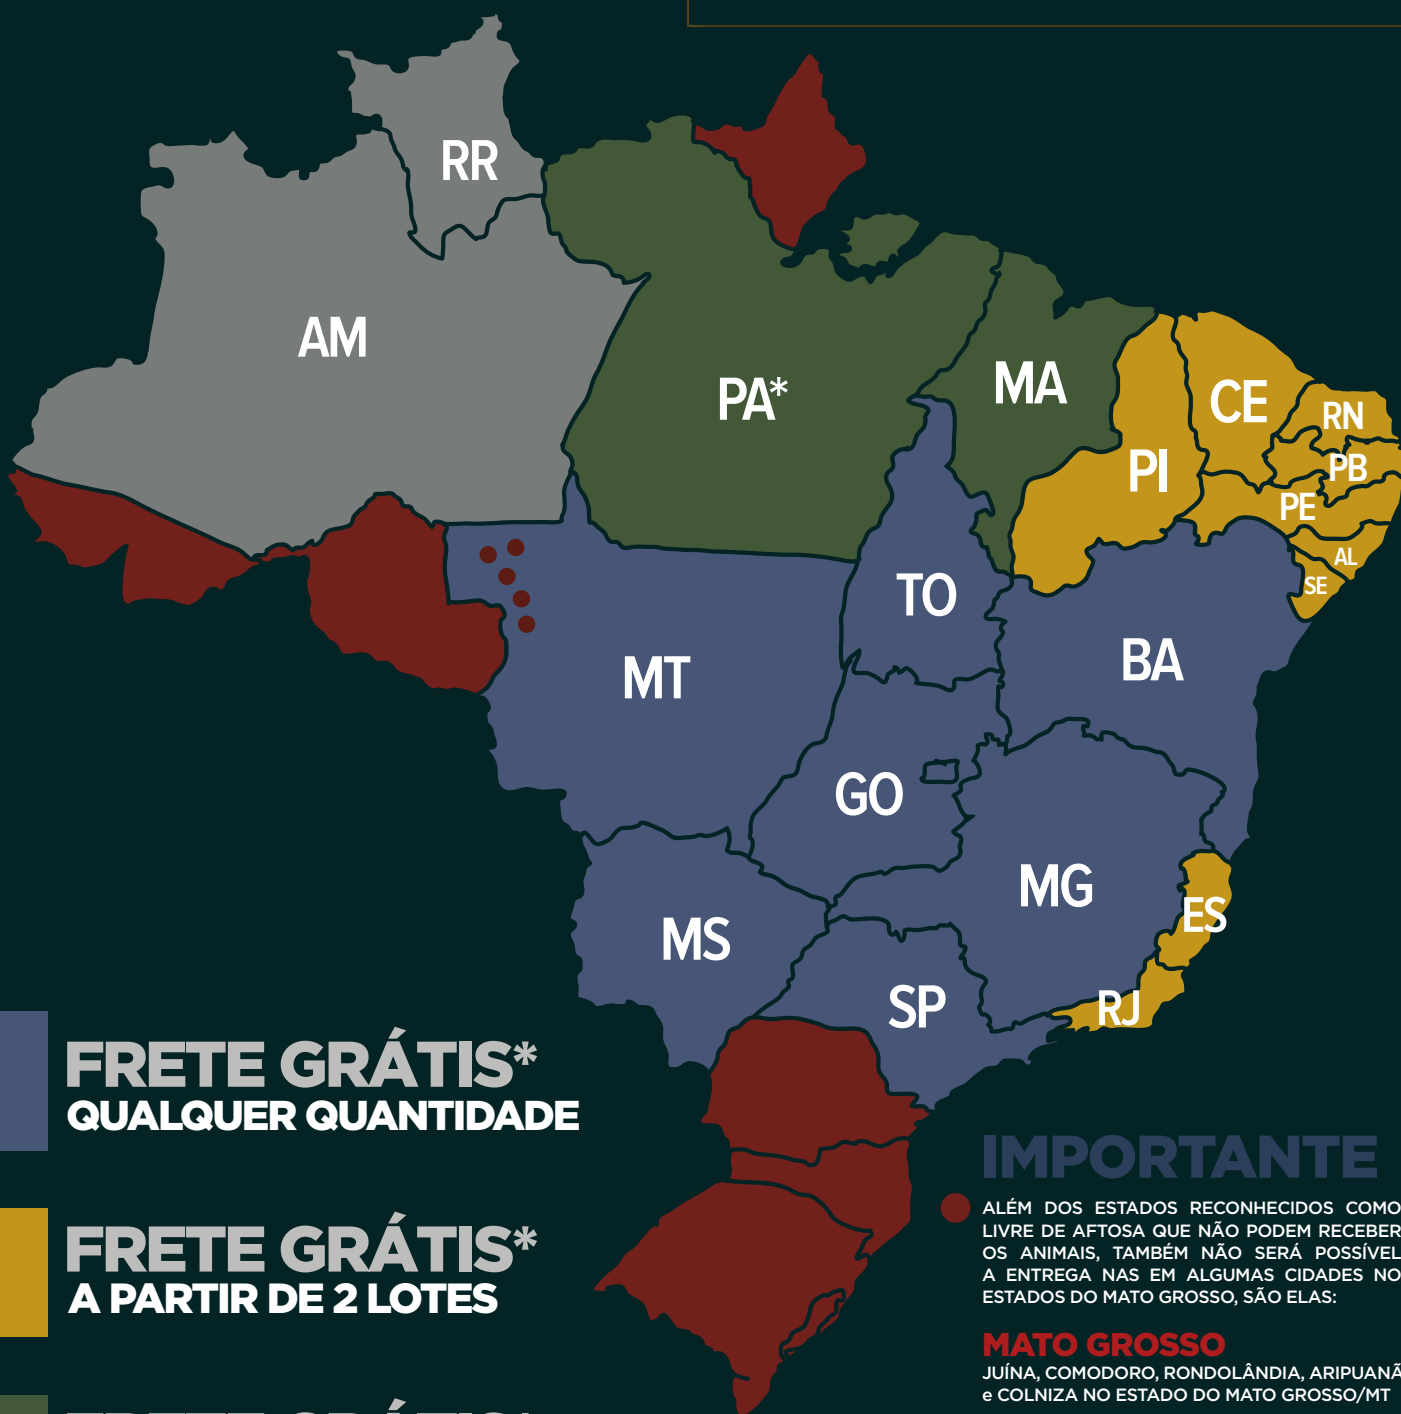 RR
AM
PA*
MA
CE
RN
PI
PB
PE
AL
SE
TO
BA
MT
GO
MG
ES
MS
SP
RJ
FRETE GRÁTIS*
QUALQUER QUANTIDADE
FRETE GRÁTIS*
A PARTIR DE 2 LOTES
IMPORTANTE
ALÉM DOS ESTADOS RECONHECIDOS COMO
LIVRE DE AFTOSA QUE NÃO PODEM RECEBER
OS ANIMAIS, TAMBÉM NÃO SERÁ POSSÍVEL
A ENTREGA NAS EM ALGUMAS CIDADES NO
ESTADOS DO MATO GROSSO, SÃO ELAS:
MATO GROSSO
JUÍNA, COMODORO, RONDOLÂNDIA, ARIPUANÃ
e COLNIZA NO ESTADO DO MATO GROSSO/MT